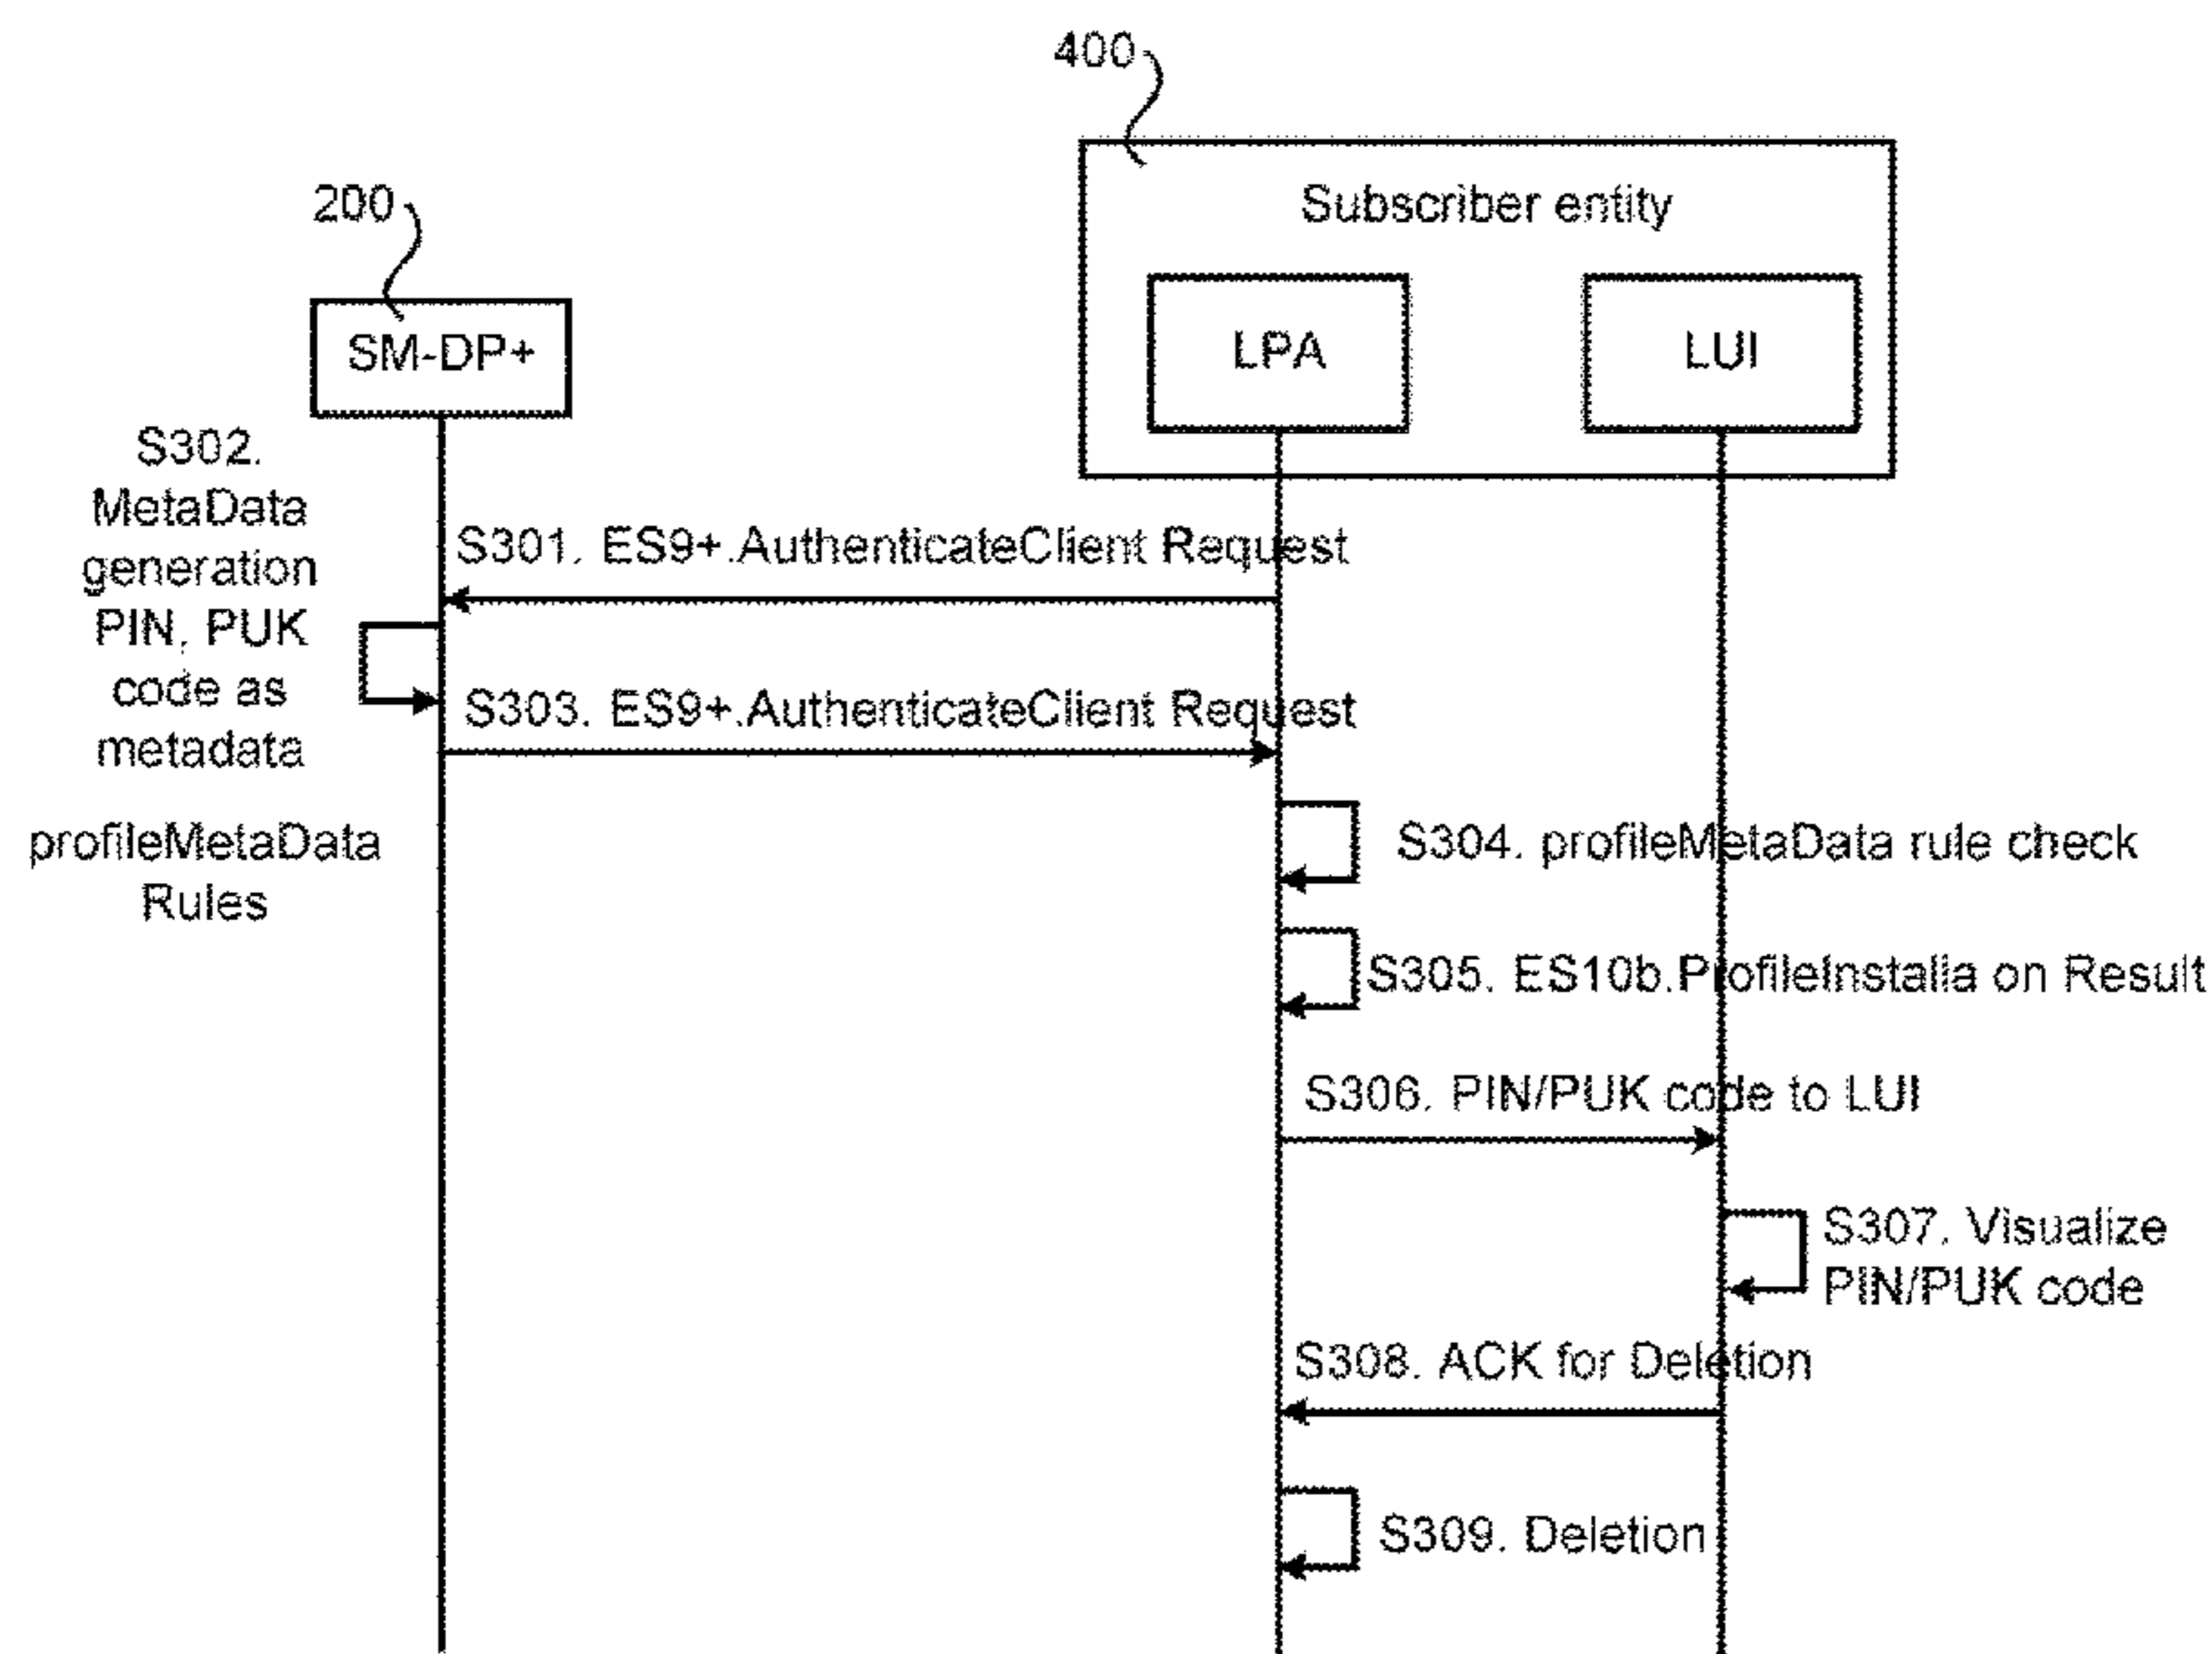 400
Subscriber entity
200
SM-DP+
LPA
LUI
S302.
MetaData
generation
PIN, PUK
code as
metadata
profileMetaData
Rules
S301. ES9+.AuthenticateClient Request
S303. ES9+.AuthenticateClient Request
S304. profileMetaData rule check
S305. ES10b.ProfileInstalla on Result
S306. PIN/PUK code to LUI
S307. Visualize
PIN/PUK code
S308. ACK for Deletion
S309. Deletion